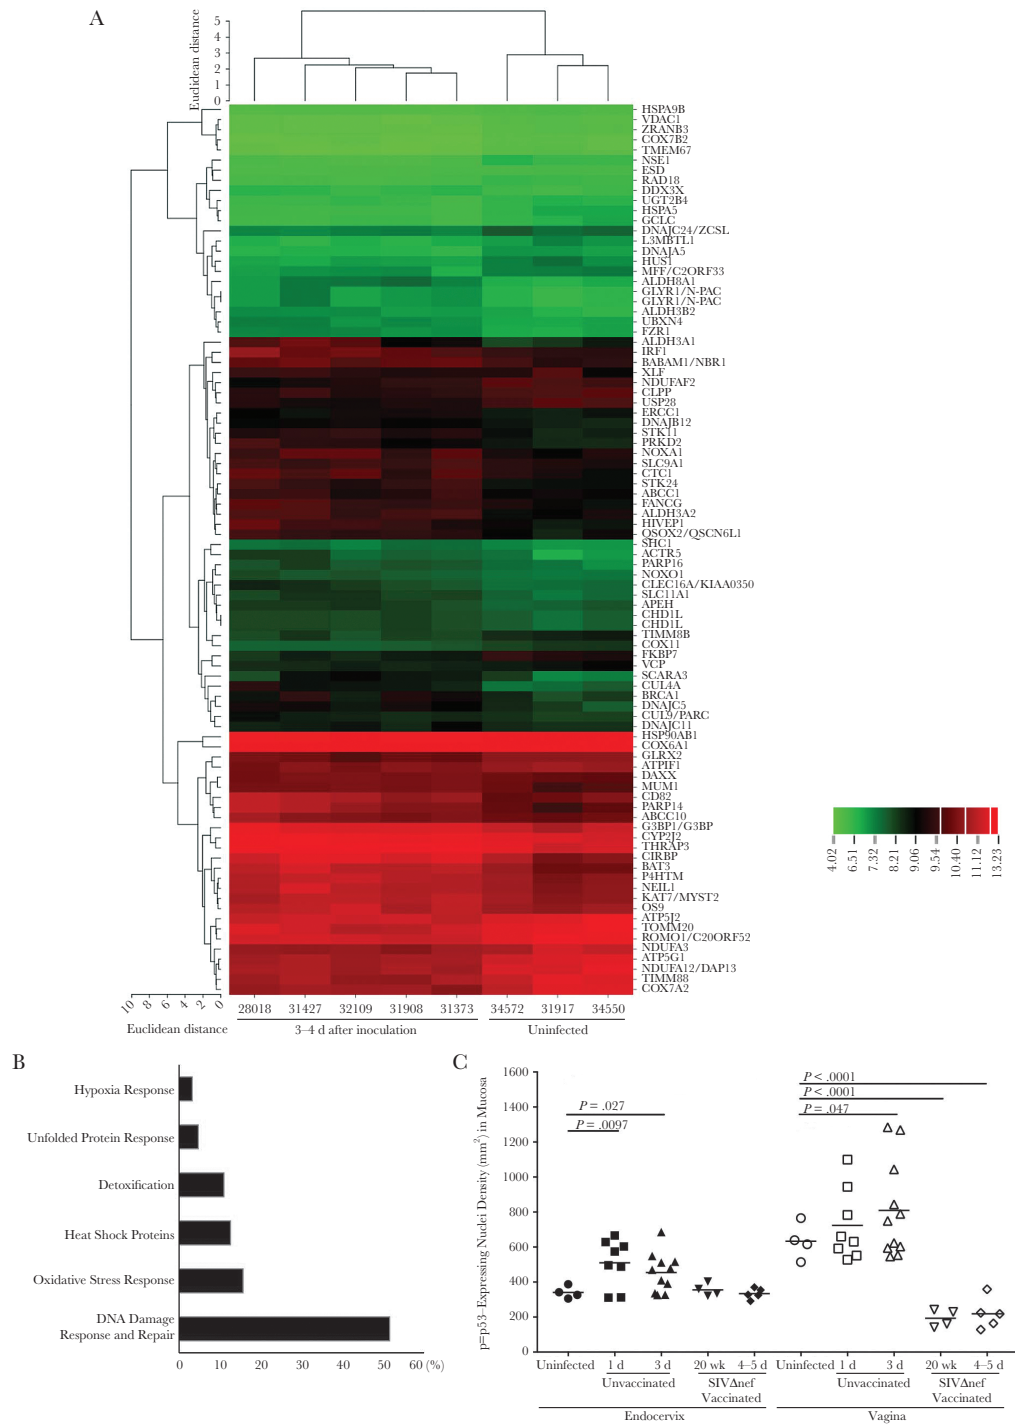 A
Euclidean distance
5
4
3
2
1
0
HSPA9B
VDAC1
ZRANB3
COX7B2
TMEM67
NSE1
ESD
RAD18
DDX3X
UGT2B4
HSPA5
GCLC
DNAJC24/ZCSL
L3MBTL1
DNAJA5
HUS1
MFF/C2ORF33
ALDH8A1
GLYR1/N-PAC
GLYR1/N-PAC
ALDH3B2
UBXN4
FZR1
ALDH3A1
IRF1
BABAM1/NBR1
XLF
NDUFAF2
CLPP
USP28
ERCC1
DNAJB12
STK11
PRKD2
NOXA1
SLC9A1
CTC1
STK24
ABCC1
FANCG
ALDH3A2
HIVEP1
QSOX2/QSCN6L1
SHC1
ACTR5
PARP16
NOXO1
CLEC16A/KIAA0350
SLC11A1
APEH
CHD1L
CHD1L
TIMM8B
COX11
FKBP7
VCP
SCARA3
CUL4A
BRCA1
DNAJC5
CUL9/PARC
DNAJC11
HSP90AB1
COX6A1
GLRX2
ATPIF1
DAXX
MUM1
CD82
PARP14
ABCC10
G3BP1/G3BP
CYP2J2
THRAP3
CIRBP
BAT3
P4HTM
NEIL1
KAT7/MYST2
OS9
ATP5J2
TOMM20
ROMO1/C20ORF52
NDUFA3
ATP5G1
NDUFA12/DAP13
TIMM88
COX7A2
4.02 6.51 7.32 8.21 9.06 9.54 10.40 11.12 13.23
10 8 6 4 2 0
Euclidean distance
28018 31427 32109 31908 31373 34572 31917 34550
3–4 d after inoculation Uninfected
B
Hypoxia Response
Unfolded Protein Response
Detoxification
Heat Shock Proteins
Oxidative Stress Response
DNA Damage
Response and Repair
0 10 20 30 40 50 60 (%)
C
p=p53–Expressing Nuclei Density (mm²) in Mucosa
1600
1400
1200
1000
800
600
400
200
0
P = .027
P = .0097
P < .0001
P < .0001
P = .047
Uninfected 1 d 3 d 20 wk 4–5 d Uninfected 1 d 3 d 20 wk 4–5 d
Unvaccinated SIVΔnef Unvaccinated SIVΔnef
Vaccinated Vaccinated
Endocervix Vagina